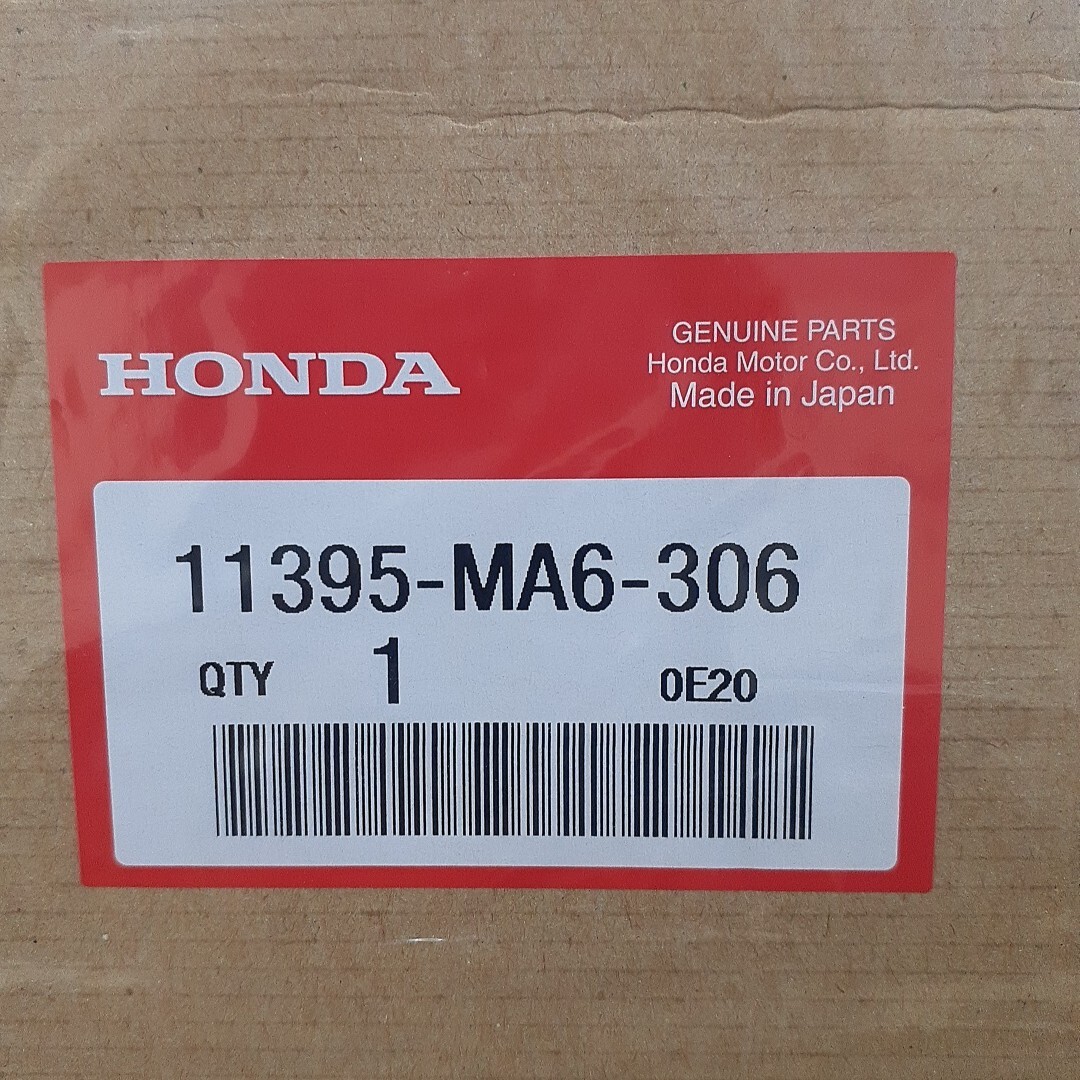 HONDA
GENUINE PARTS
Honda Motor Co., Ltd.
Made in Japan
11395-MA6-306
QTY 1 0E20